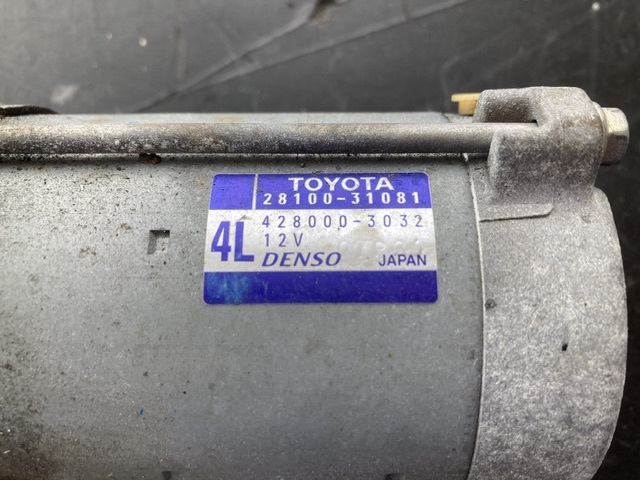 TOYOTA
28100-31081
428000-3032
4L 12V
DENSO JAPAN